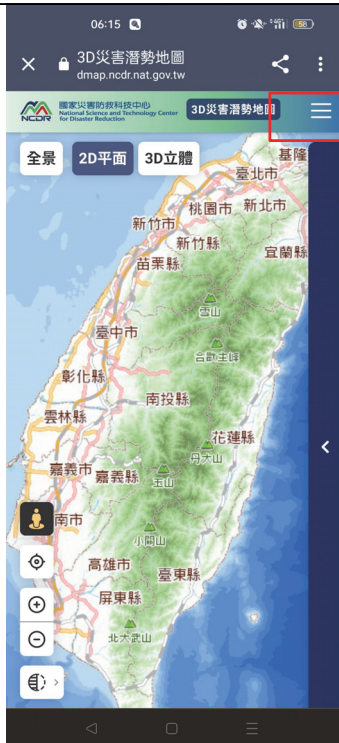 06:15
58
3D災害潛勢地圖
dmap.ncdr.nat.gov.tw
NCDR
國家災害防救科技中心
National Science and Technology Center
for Disaster Reduction
3D災害潛勢地圖
全景
2D平面
3D立體
基隆
臺北市
桃園市
新北市
新竹市
新竹縣
宜蘭縣
苗栗縣
雪山
臺中市
合歡主峰
彰化縣
南投縣
雲林縣
花蓮縣
丹大山
嘉義市
嘉義縣
玉山
南市
小關山
高雄市
臺東縣
屏東縣
北大武山